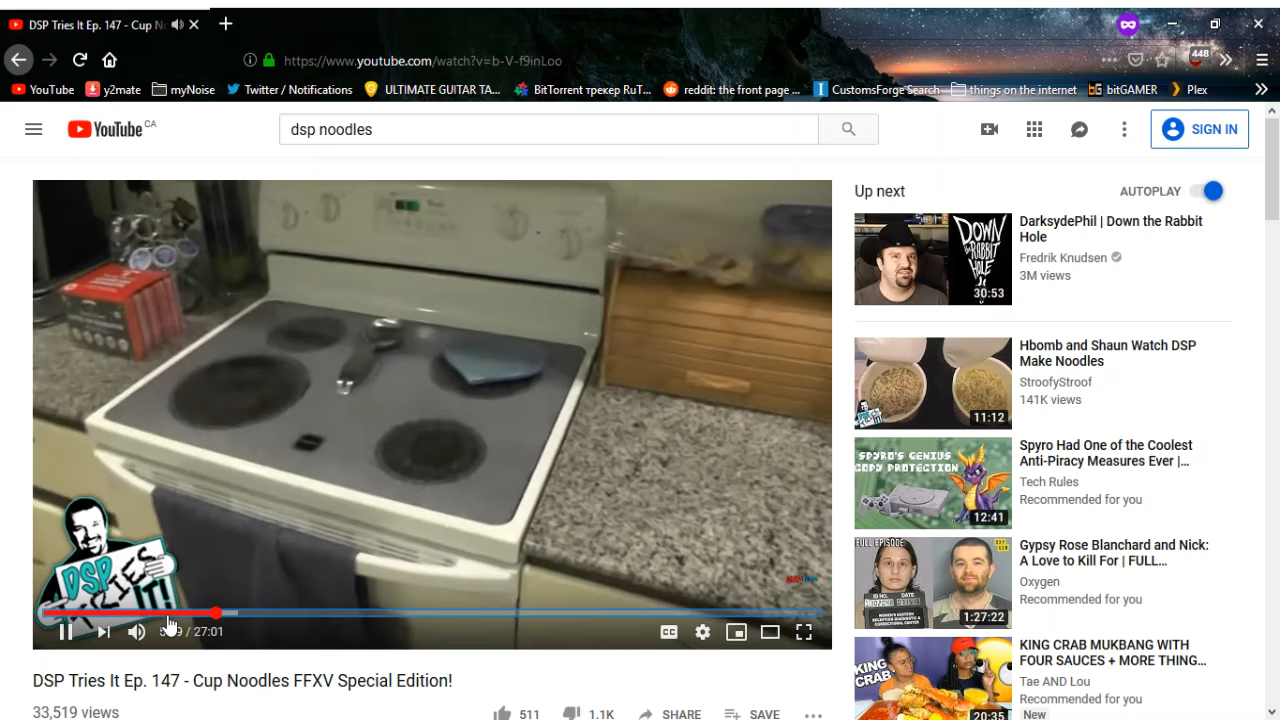 DSP Tries It Ep. 147 - Cup N
https://www.youtube.com/watch?v=b-V-f9inLoo
448
YouTube
y2mate
myNoise
Twitter / Notifications
ULTIMATE GUITAR TA...
BitTorrent трекер RuT...
reddit: the front page ...
CustomsForge Search
things on the internet
bitGAMER
Plex
YouTube CA
dsp noodles
SIGN IN
Up next
AUTOPLAY
DOWN
THE
RABBIT
HOLE
30:53
DarksydePhil | Down the Rabbit
Hole
Fredrik Knudsen
3M views
11:12
Hbomb and Shaun Watch DSP
Make Noodles
StroofyStroof
141K views
SPYRO'S GENIUS
COPY PROTECTION
12:41
Spyro Had One of the Coolest
Anti-Piracy Measures Ever |...
Tech Rules
Recommended for you
FULL EPISODE
1:27:22
Gypsy Rose Blanchard and Nick:
A Love to Kill For | FULL...
Oxygen
Recommended for you
KING
CRAB
20:35
KING CRAB MUKBANG WITH
FOUR SAUCES + MORE THING...
Tae AND Lou
Recommended for you
New
DSP
TRIES
IT!
/ 27:01
CC
DSP Tries It Ep. 147 - Cup Noodles FFXV Special Edition!
33,519 views
511
1.1K
SHARE
SAVE